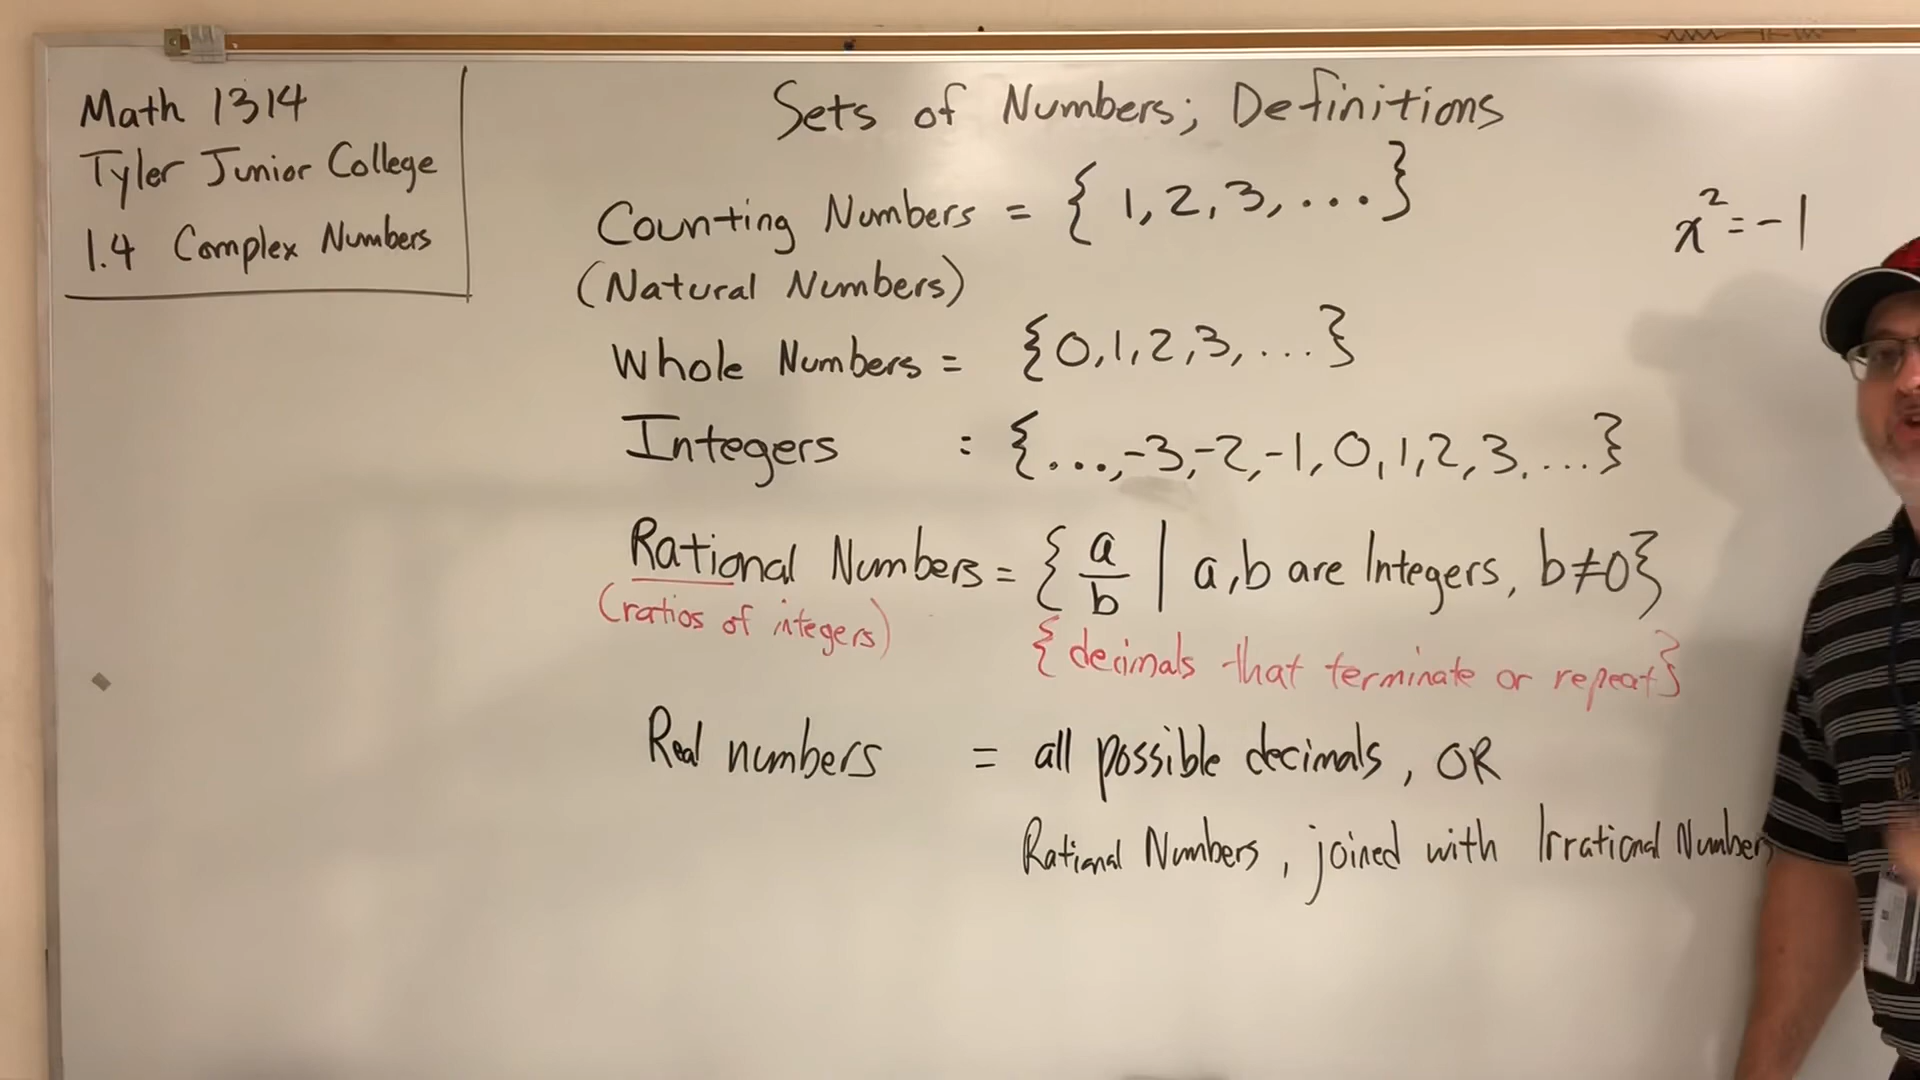 Math 1314
Tyler Junior College
1.4 Complex Numbers
Sets of Numbers; Definitions
Counting Numbers = { 1, 2, 3, ... }
(Natural Numbers)
x² = -1
Whole Numbers = {0, 1, 2, 3, ... }
Integers = {..., -3, -2, -1, 0, 1, 2, 3, ... }
Rational Numbers = { a/b | a, b are Integers, b≠0}
(ratios of integers)
{decimals that terminate or repeat}
Real numbers = all possible decimals, OR
Rational Numbers, joined with Irrational Numbers